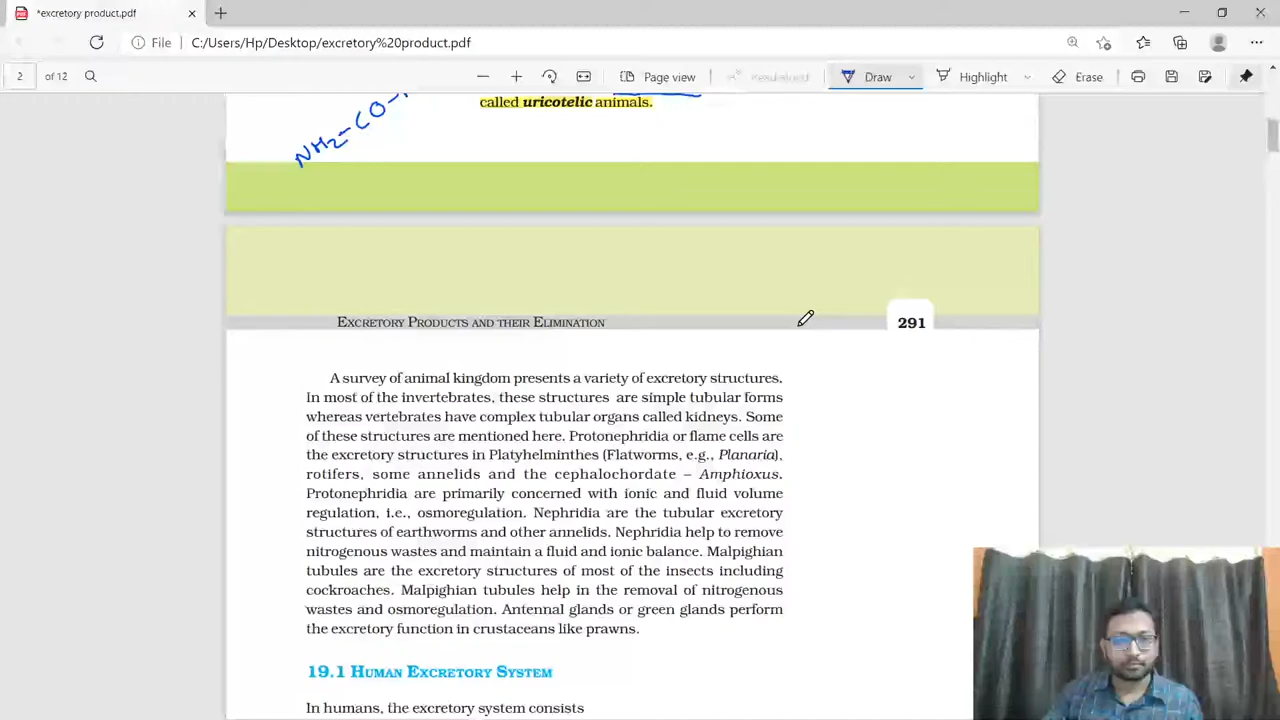 *excretory product.pdf
File C:/Users/Hp/Desktop/excretory%20product.pdf
2 of 12 Page view Read aloud Draw Highlight Erase
called uricotelic animals.
NH2-CO-
EXCRETORY PRODUCTS AND THEIR ELIMINATION 291
A survey of animal kingdom presents a variety of excretory structures.
In most of the invertebrates, these structures are simple tubular forms
whereas vertebrates have complex tubular organs called kidneys. Some
of these structures are mentioned here. Protonephridia or flame cells are
the excretory structures in Platyhelminthes (Flatworms, e.g., Planaria),
rotifers, some annelids and the cephalochordate – Amphioxus.
Protonephridia are primarily concerned with ionic and fluid volume
regulation, i.e., osmoregulation. Nephridia are the tubular excretory
structures of earthworms and other annelids. Nephridia help to remove
nitrogenous wastes and maintain a fluid and ionic balance. Malpighian
tubules are the excretory structures of most of the insects including
cockroaches. Malpighian tubules help in the removal of nitrogenous
wastes and osmoregulation. Antennal glands or green glands perform
the excretory function in crustaceans like prawns.
19.1 HUMAN EXCRETORY SYSTEM
In humans, the excretory system consists